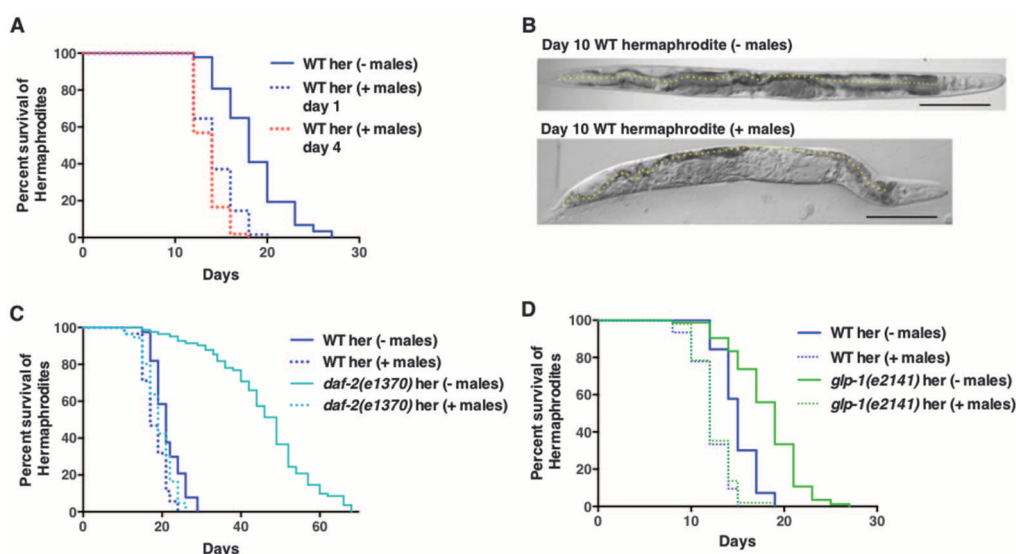 A
Percent survival of
Hermaphrodites
100
80
60
40
20
0
0 10 20 30
Days
WT her (- males)
WT her (+ males)
day 1
WT her (+ males)
day 4
B
Day 10 WT hermaphrodite (- males)
Day 10 WT hermaphrodite (+ males)
C
Percent survival of
Hermaphrodites
100
80
60
40
20
0
0 20 40 60
Days
WT her (- males)
WT her (+ males)
daf-2(e1370) her (- males)
daf-2(e1370) her (+ males)
D
Percent survival of
Hermaphrodites
100
80
60
40
20
0
0 10 20 30
Days
WT her (- males)
WT her (+ males)
glp-1(e2141) her (- males)
glp-1(e2141) her (+ males)